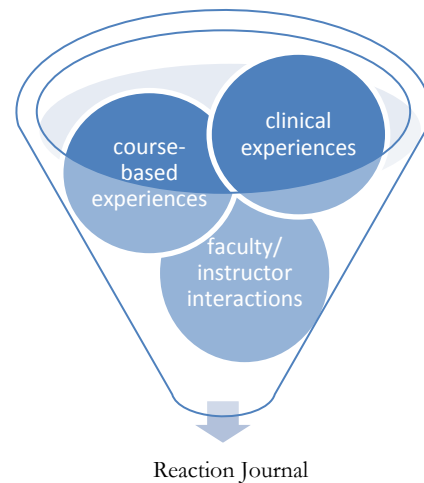 clinical
experiences
course-
based
experiences
faculty/
instructor
interactions
Reaction Journal